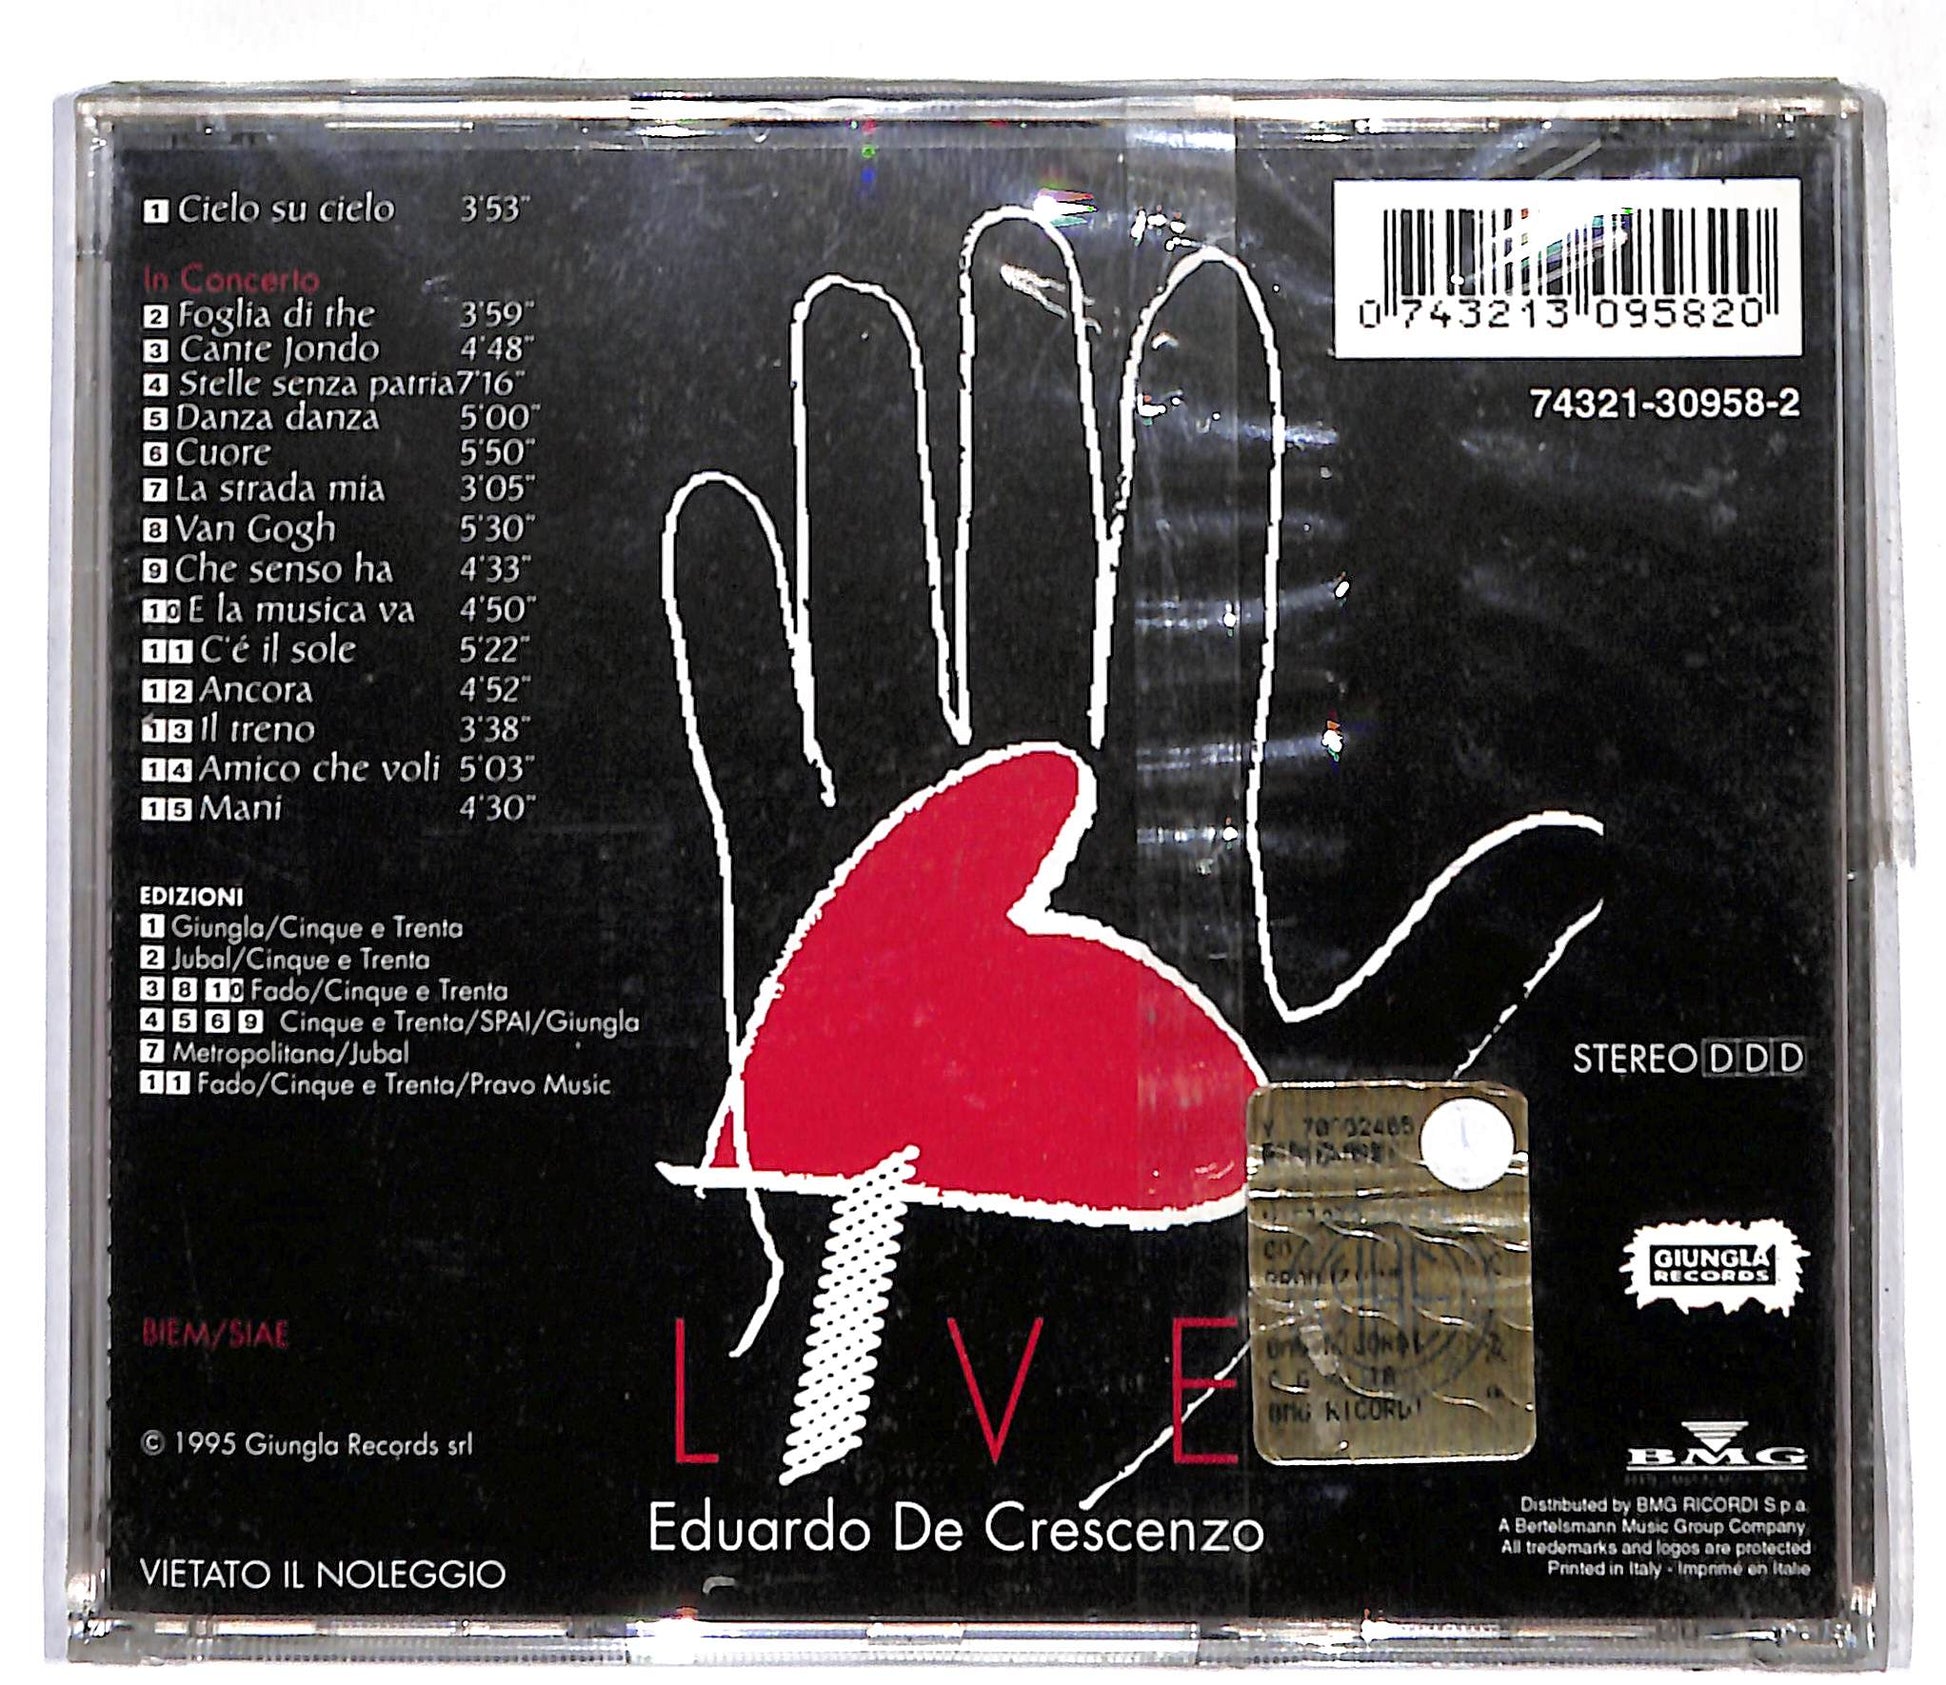 1 Cielo su cielo 3'53"
In Concerto
2 Foglia di the 3'59"
3 Cante Jondo 4'48"
4 Stelle senza patria 7'16"
5 Danza danza 5'00"
6 Cuore 5'50"
7 La strada mia 3'05"
8 Van Gogh 5'30"
9 Che senso ha 4'33"
10 E la musica va 4'50"
11 C'é il sole 5'22"
12 Ancora 4'52"
13 Il treno 3'38"
14 Amico che voli 5'03"
15 Mani 4'30"
EDIZIONI
1 Giungla/Cinque e Trenta
2 Jubal/Cinque e Trenta
3 8 10 Fado/Cinque e Trenta
4 5 6 9 Cinque e Trenta/SPAI/Giungla
7 Metropolitana/Jubal
11 Fado/Cinque e Trenta/Pravo Music
BIEM/SIAE
© 1995 Giungla Records srl
VIETATO IL NOLEGGIO
LIVE
Eduardo De Crescenzo
0 743213 095820
74321-30958-2
STEREO DDD
BMG RICORDI
GIUNGLA
RECORDS
BMG
Distributed by BMG RICORDI S.p.a.
A Bertelsmann Music Group Company.
All tredemarks and logos are protected
Printed in Italy - Imprimé en Italie